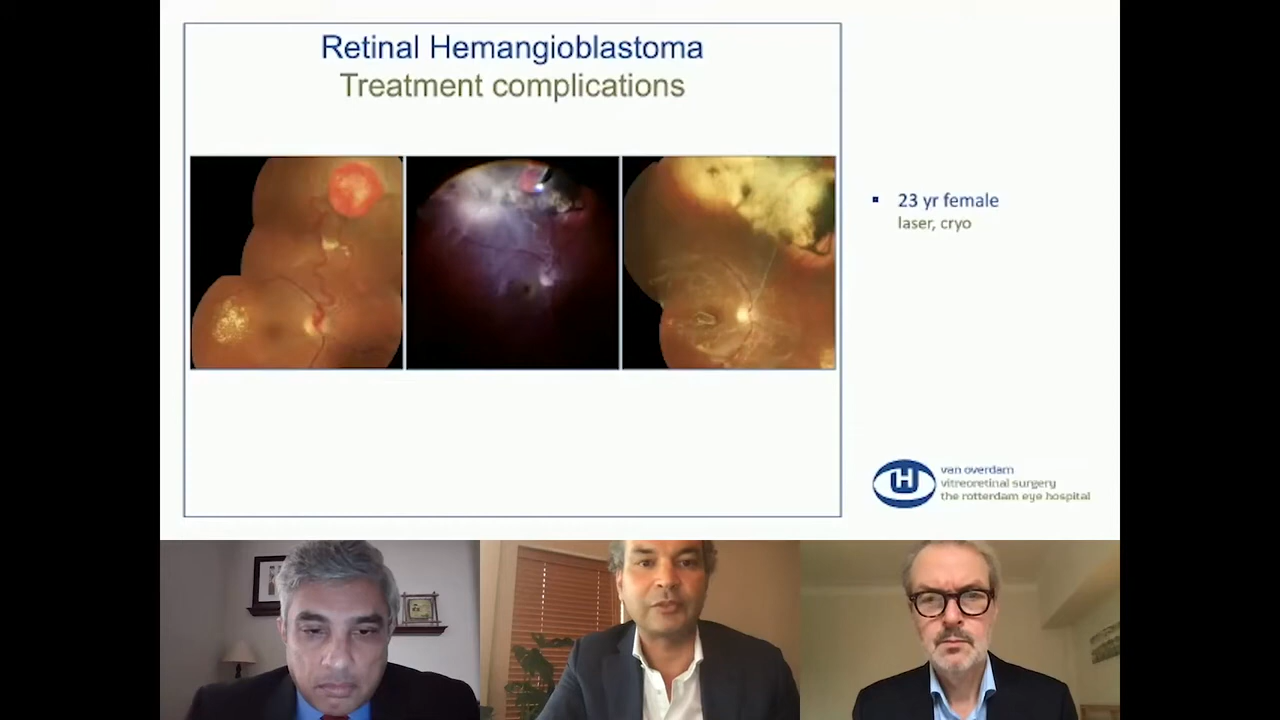 Retinal Hemangioblastoma
Treatment complications
23 yr female
laser, cryo
H
van overdam
vitreoretinal surgery
the rotterdam eye hospital